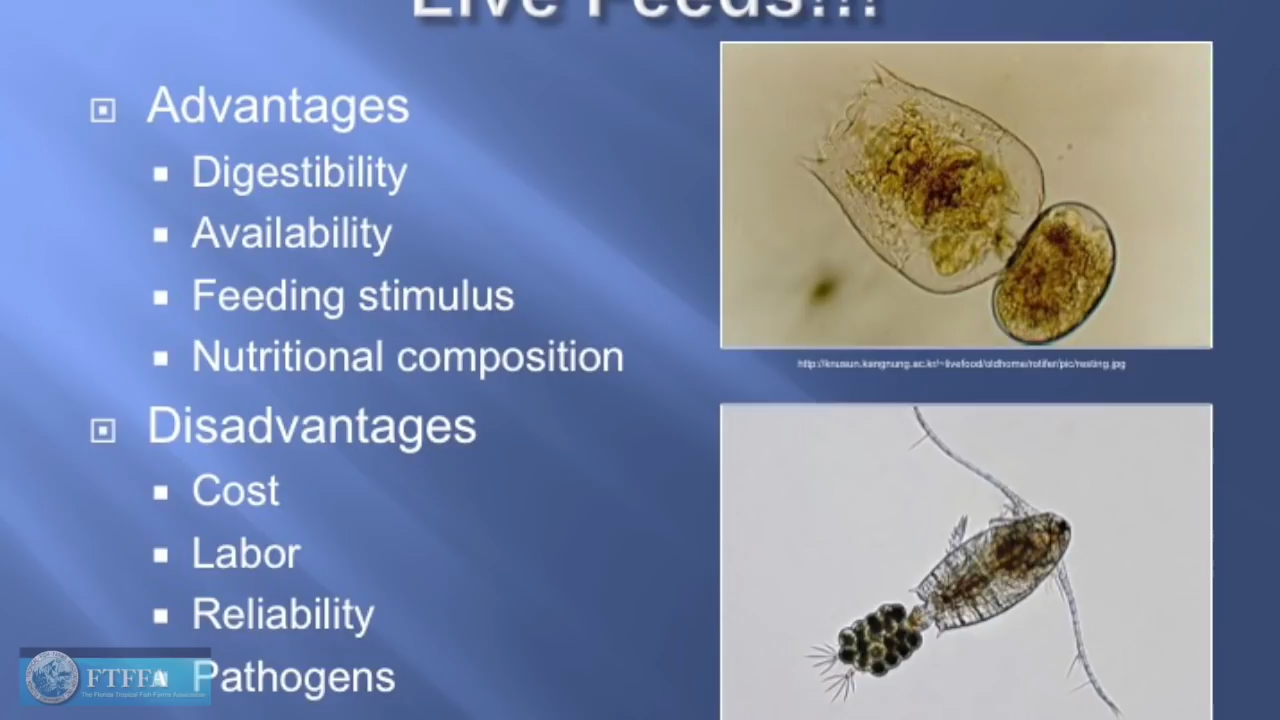 Live Feeds!!!
Advantages
Digestibility
Availability
Feeding stimulus
Nutritional composition
http://knusun.kangnung.ac.kr/~livefood/oldhome/rotifer/pic/resting.jpg
Disadvantages
Cost
Labor
Reliability
Pathogens
FTFFA
The Florida Tropical Fish Farms Association